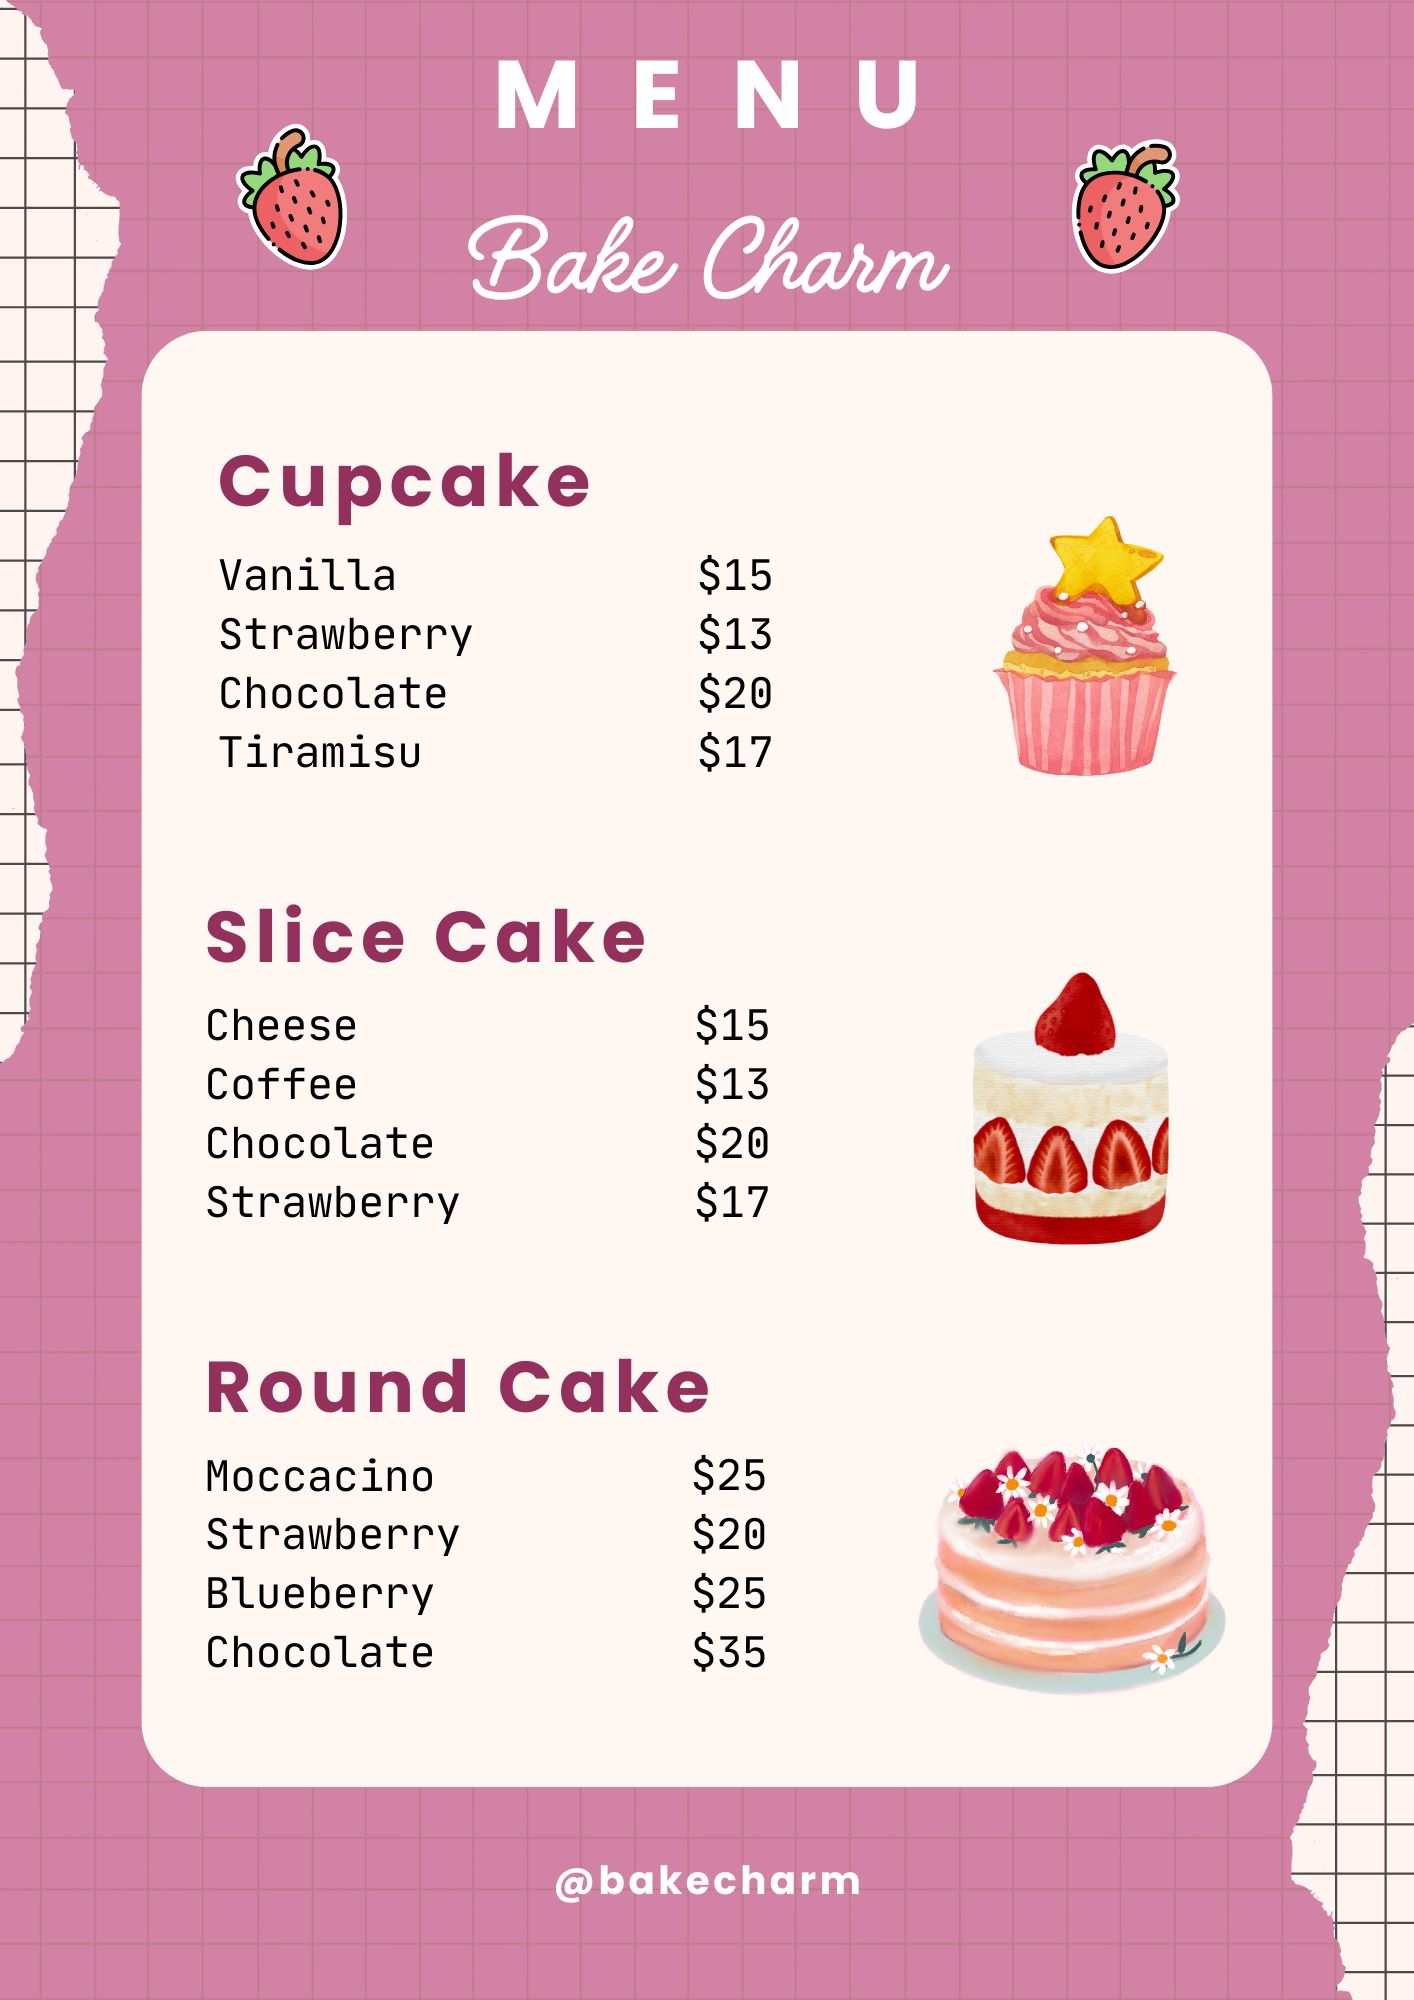 MENU
Bake Charm
Cupcake
Vanilla $15
Strawberry $13
Chocolate $20
Tiramisu $17
Slice Cake
Cheese $15
Coffee $13
Chocolate $20
Strawberry $17
Round Cake
Moccacino $25
Strawberry $20
Blueberry $25
Chocolate $35
@bakecharm